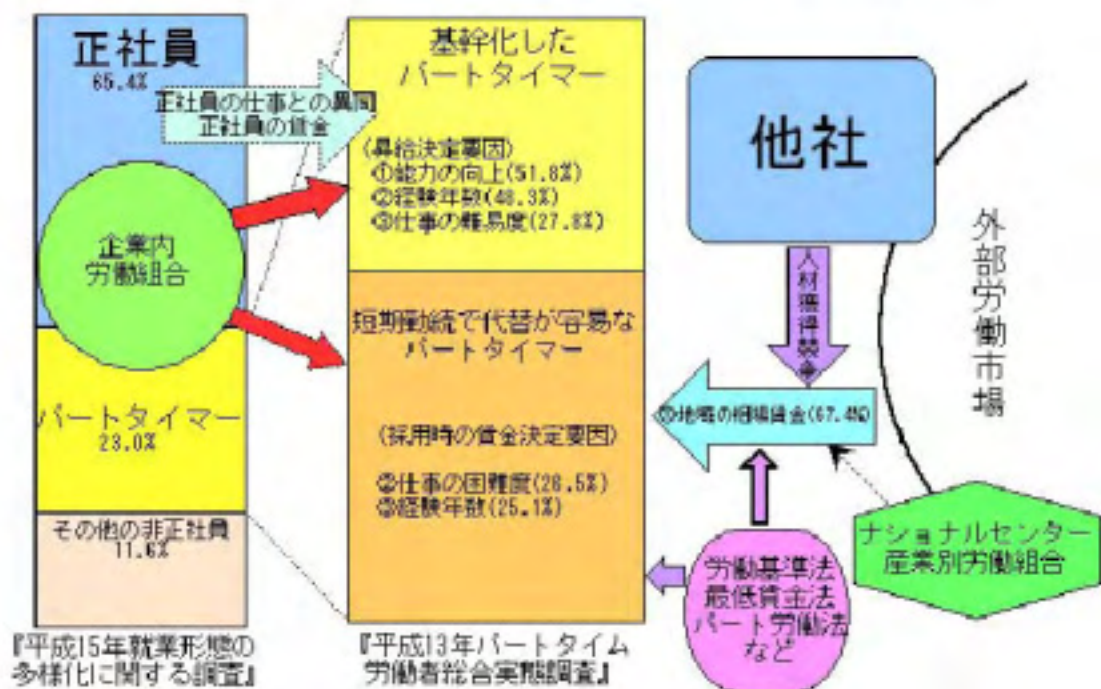 正社員
65.4%
正社員の仕事との異同
正社員の賃金
企業内
労働組合
パートタイマー
23.0%
その他の非正社員
11.6%
『平成15年就業形態の
多様化に関する調査』
基幹化した
パートタイマー
(昇給決定要因)
①能力の向上(51.8%)
②経験年数(48.3%)
③仕事の難易度(27.8%)
短期勤続で代替が容易な
パートタイマー
(採用時の賃金決定要因)
②仕事の困難度(28.5%)
③経験年数(25.1%)
『平成13年パートタイム
労働者総合実態調査』
他社
人材獲得競争
①地域の相場賃金(67.4%)
外部労働市場
ナショナルセンター
産業別労働組合
労働基準法
最低賃金法
パート労働法
など